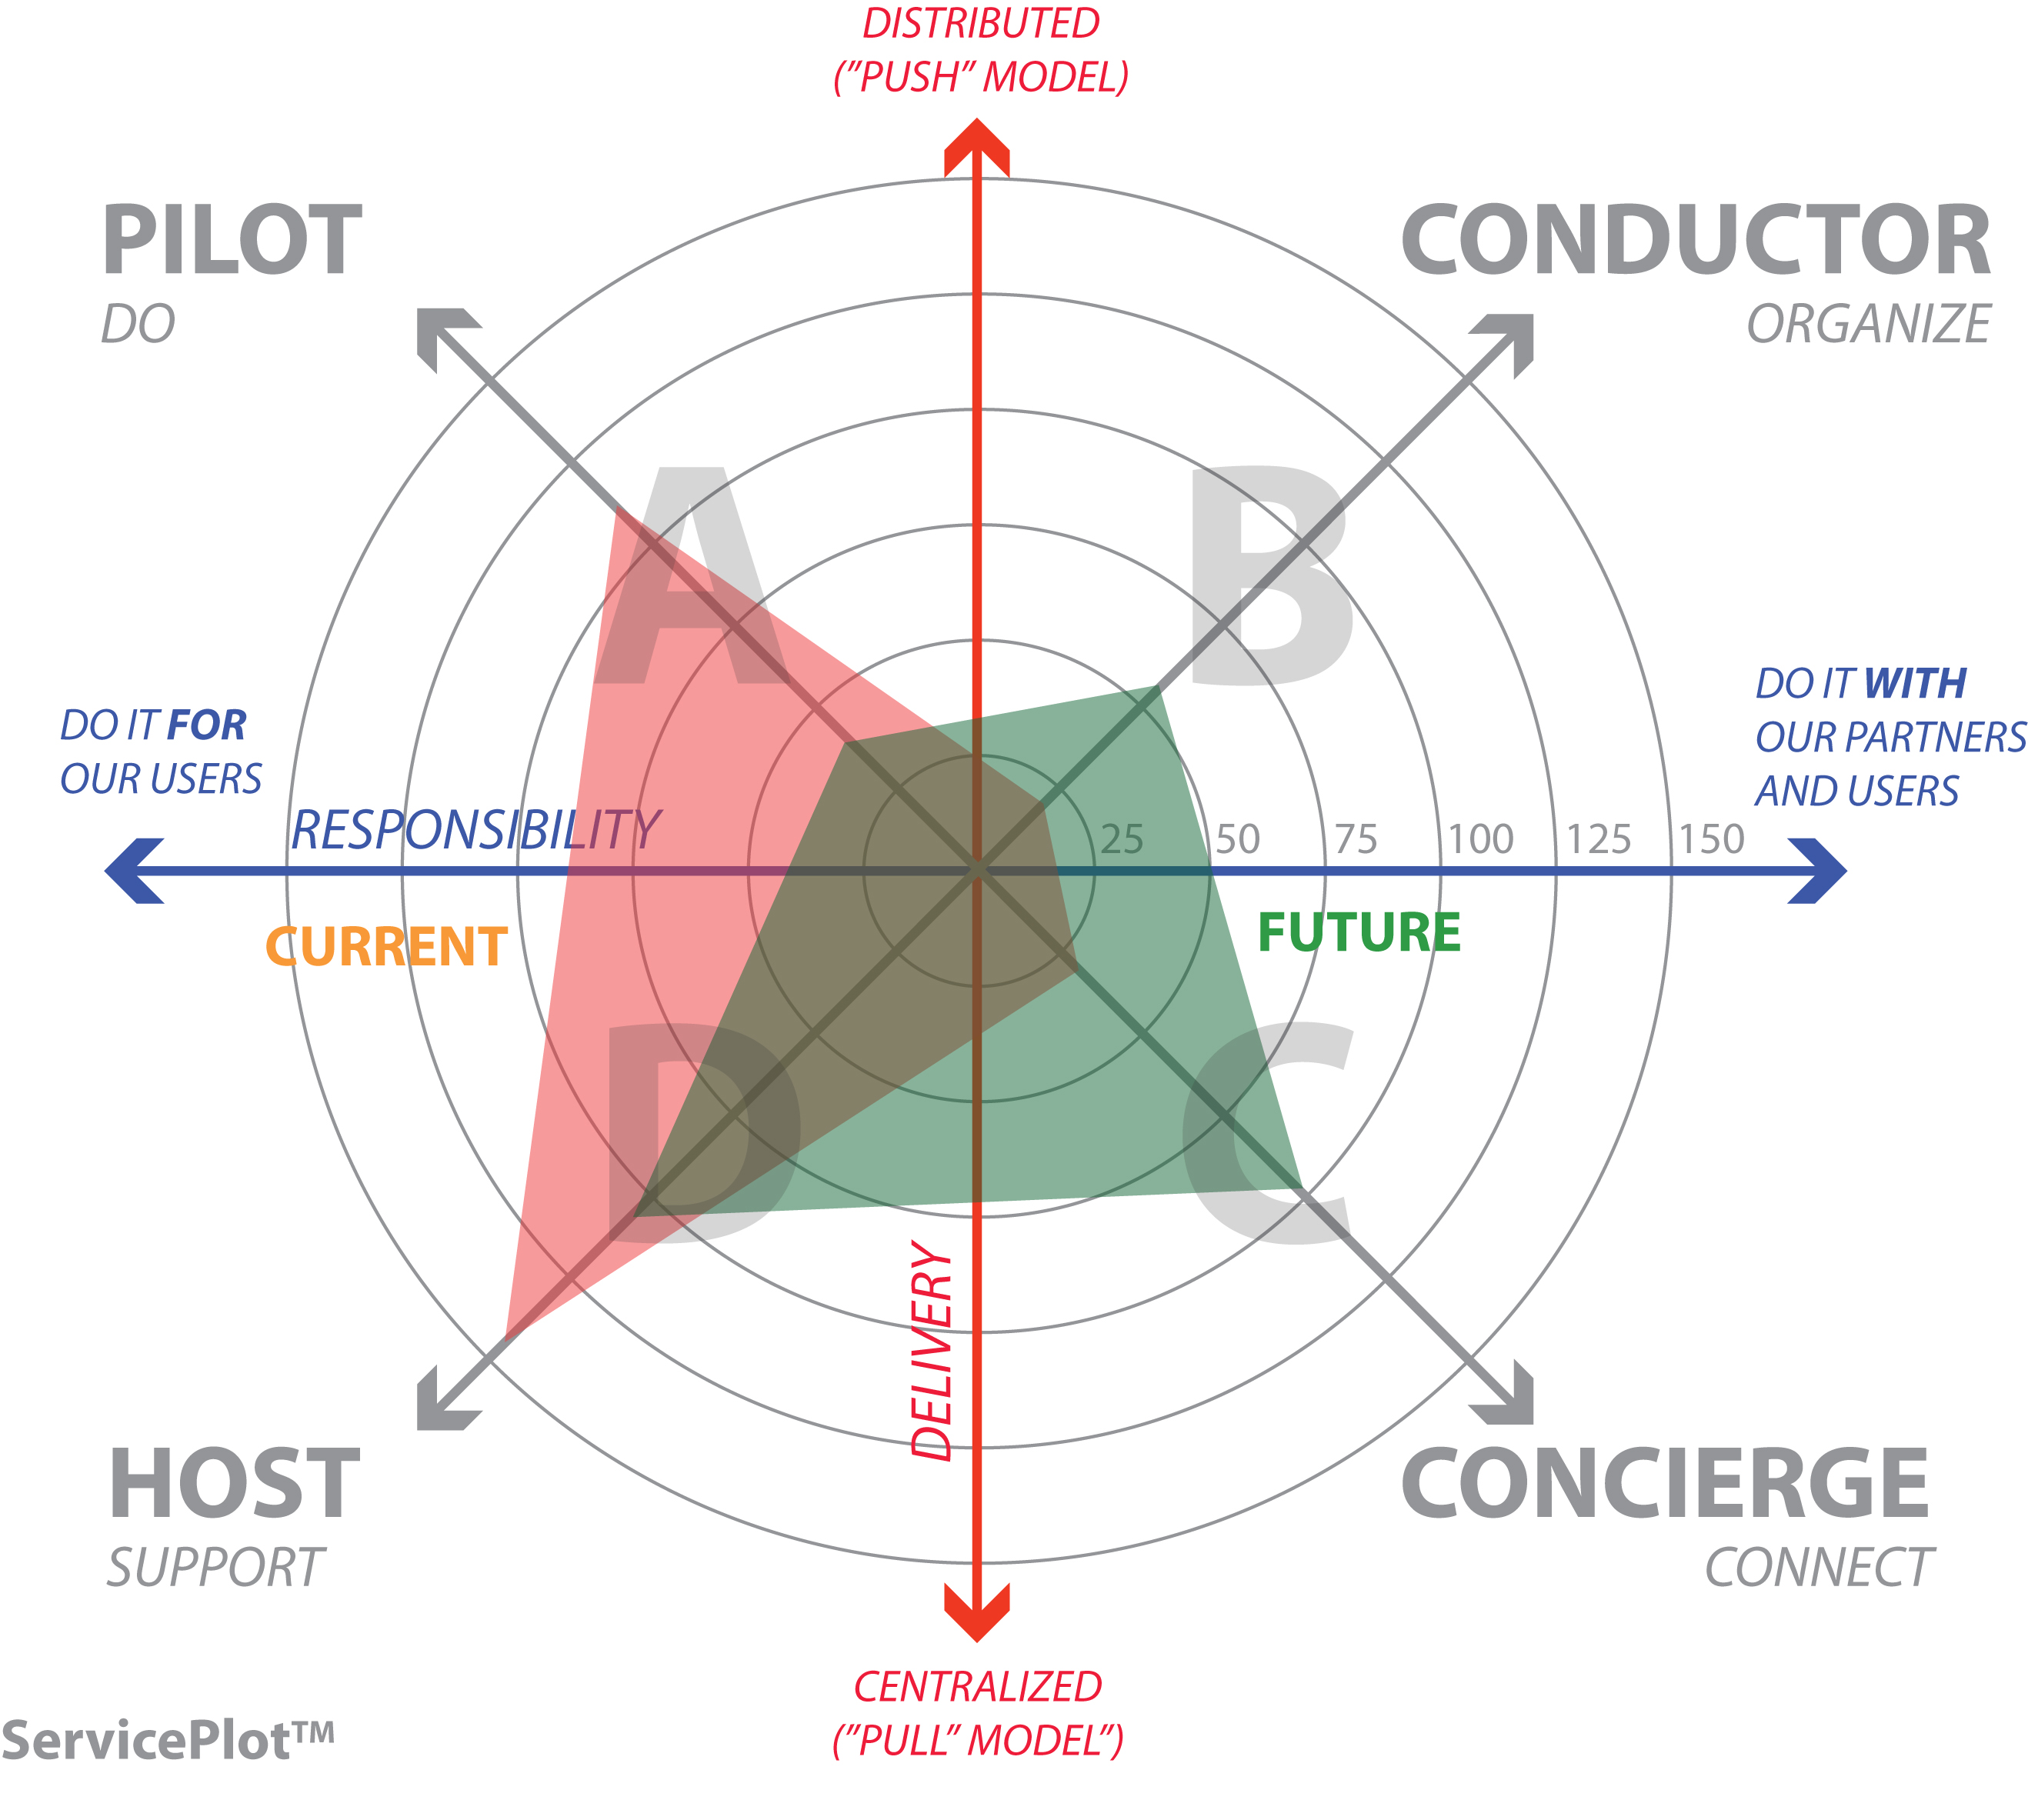 DISTRIBUTED
(”PUSH” MODEL)
PILOT
DO
CONDUCTOR
ORGANIZE
A
B
DO IT FOR
OUR USERS
DO IT WITH
OUR PARTNERS
AND USERS
RESPONSIBILITY
25 50 75 100 125 150
CURRENT
FUTURE
D
C
DELIVERY
HOST
SUPPORT
CONCIERGE
CONNECT
CENTRALIZED
(“PULL” MODEL”)
ServicePlot™